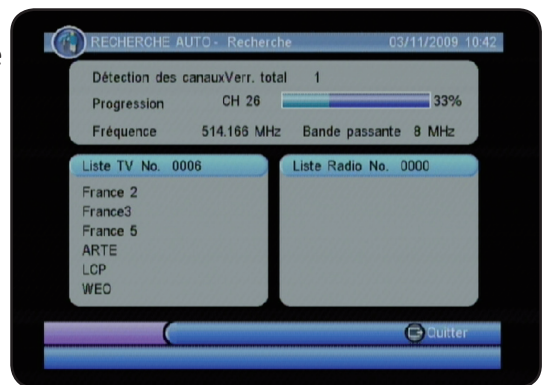 e
RECHERCHE AUTO - Recherche 03/11/2009 10:42
Détection des canauxVerr. total 1
Progression CH 26 33%
Fréquence 514.166 MHz Bande passante 8 MHz
Liste TV No. 0006
France 2
France3
France 5
ARTE
LCP
WEO
Liste Radio No. 0000
Quitter